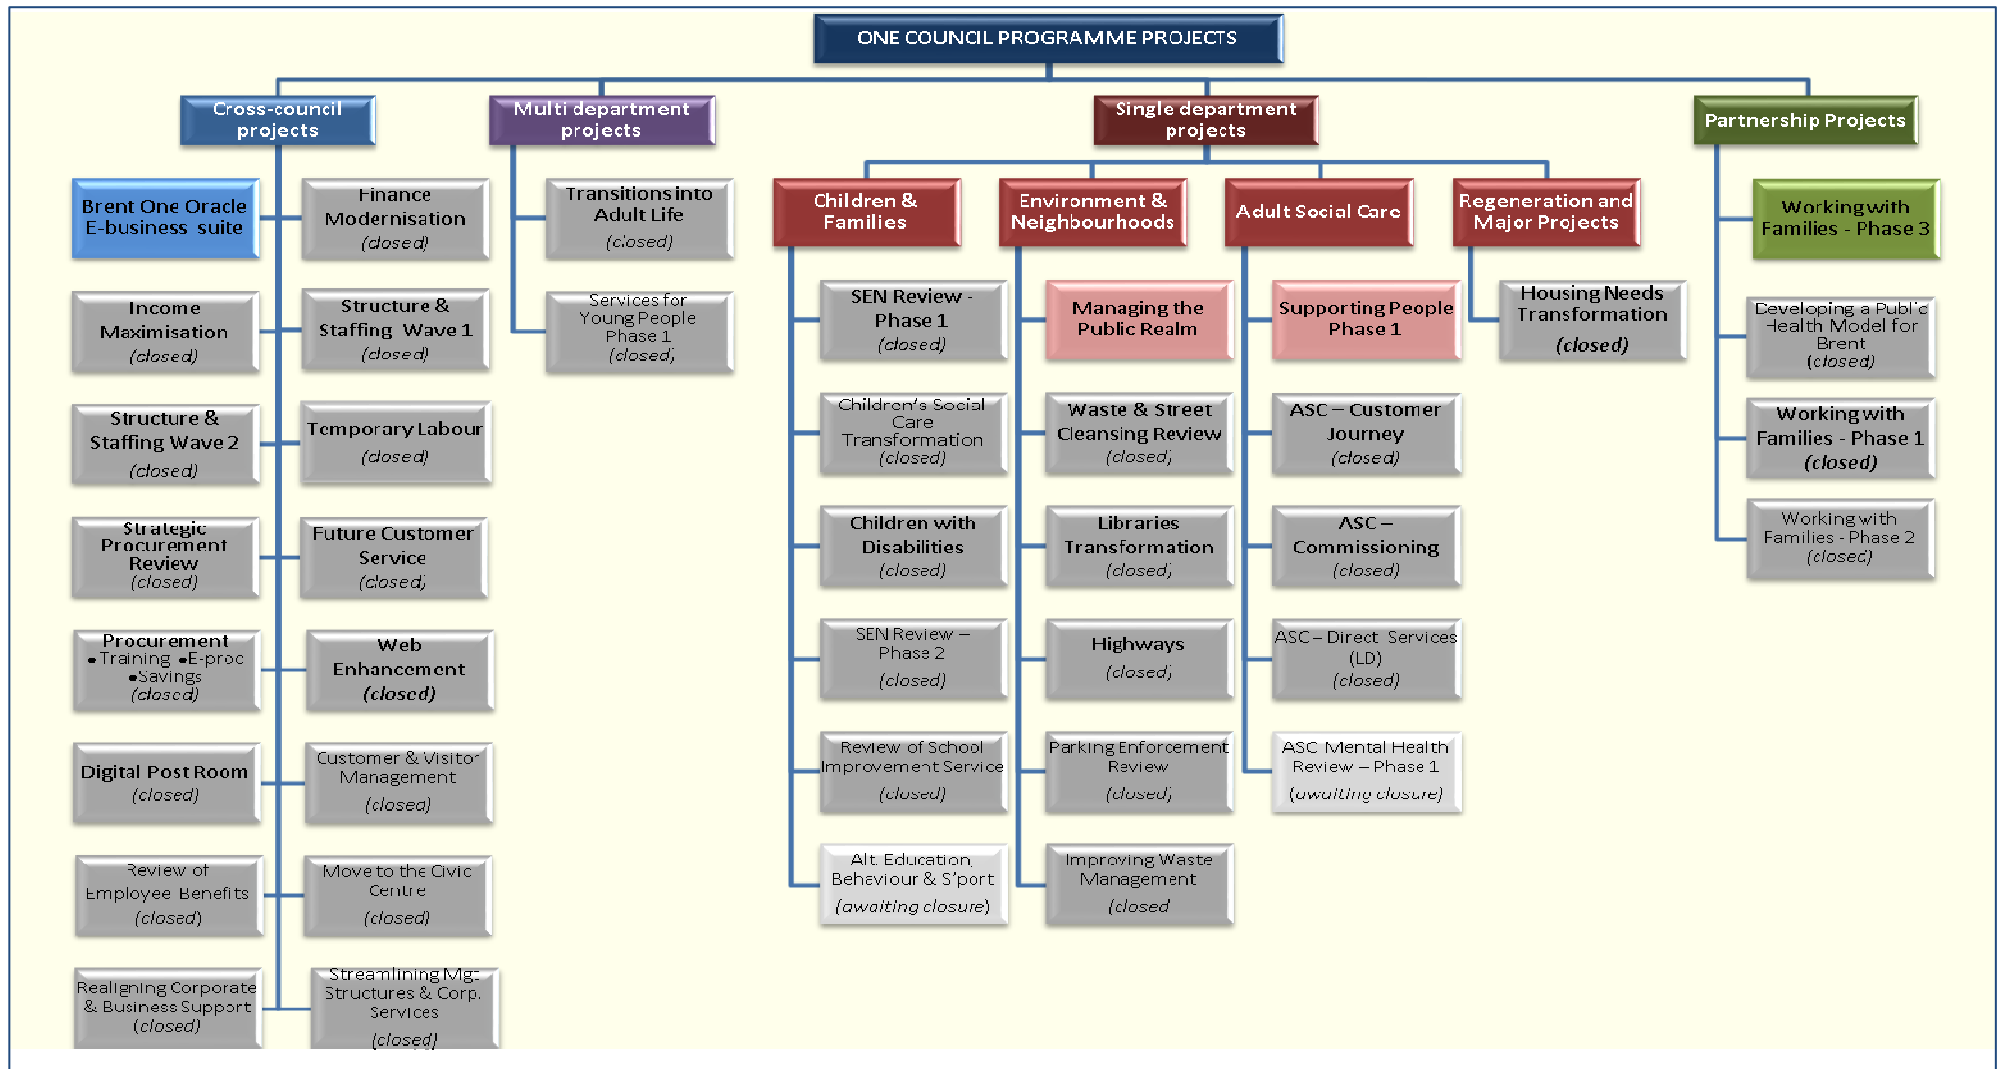 ONE COUNCIL PROGRAMME PROJECTS
Cross-council
projects
Brent One Oracle
E-business suite
Finance
Modernisation
(closed)
Income
Maximisation
(closed)
Structure &
Staffing Wave 1
(closed)
Structure &
Staffing Wave 2
(closed)
Temporary Labour
(closed)
Strategic
Procurement
Review
(closed)
Future Customer
Service
(closed)
Procurement
•Training •E-proc
•Savings
(closed)
Web
Enhancement
(closed)
Digital Post Room
(closed)
Customer & Visitor
Management
(closed)
Review of
Employee Benefits
(closed)
Move to the Civic
Centre
(closed)
Realigning Corporate
& Business Support
(closed)
Streamlining Mgt
Structures & Corp.
Services
(closed)
Multi department
projects
Transitions into
Adult Life
(closed)
Services for
Young People
Phase 1
(closed)
Single department
projects
Children &
Families
SEN Review -
Phase 1
(closed)
Children's Social
Care
Transformation
(closed)
Children with
Disabilities
(closed)
SEN Review –
Phase 2
(closed)
Review of School
Improvement Service
(closed)
Alt. Education,
Behaviour & S'port
(awaiting closure)
Environment &
Neighbourhoods
Managing the
Public Realm
Waste & Street
Cleansing Review
(closed)
Libraries
Transformation
(closed)
Highways
(closed)
Parking Enforcement
Review
(closed)
Improving Waste
Management
(closed
Adult Social Care
Supporting People
Phase 1
ASC – Customer
Journey
(closed)
ASC –
Commissioning
(closed)
ASC – Direct Services
(LD)
(closed)
ASC Mental Health
Review – Phase 1
(awaiting closure)
Regeneration and
Major Projects
Housing Needs
Transformation
(closed)
Partnership Projects
Working with
Families - Phase 3
Developing a Public
Health Model for
Brent
(closed)
Working with
Families - Phase 1
(closed)
Working with
Families - Phase 2
(closed)